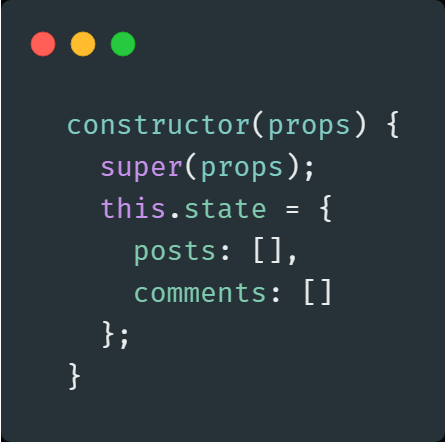 constructor(props) {
  super(props);
  this.state = {
    posts: [],
    comments: []
  };
}